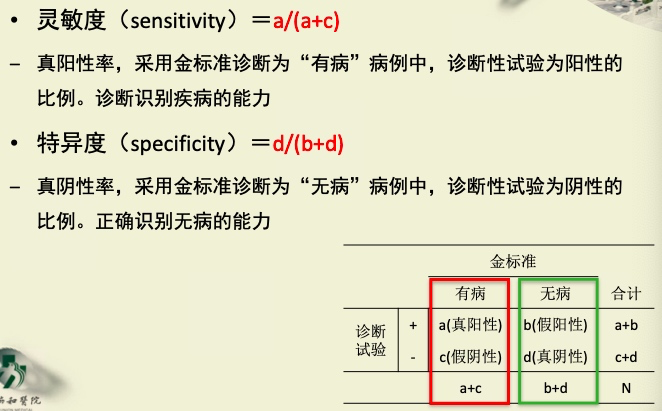 • 灵敏度（sensitivity）＝a/(a+c)
– 真阳性率，采用金标准诊断为“有病”病例中，诊断性试验为阳性的
比例。诊断识别疾病的能力
• 特异度（specificity）＝d/(b+d)
– 真阴性率，采用金标准诊断为“无病”病例中，诊断性试验为阴性的
比例。正确识别无病的能力
金标准
有病 无病 合计
诊断
试验
+ a(真阳性) b(假阳性) a+b
- c(假阴性) d(真阴性) c+d
a+c b+d N
和醫院